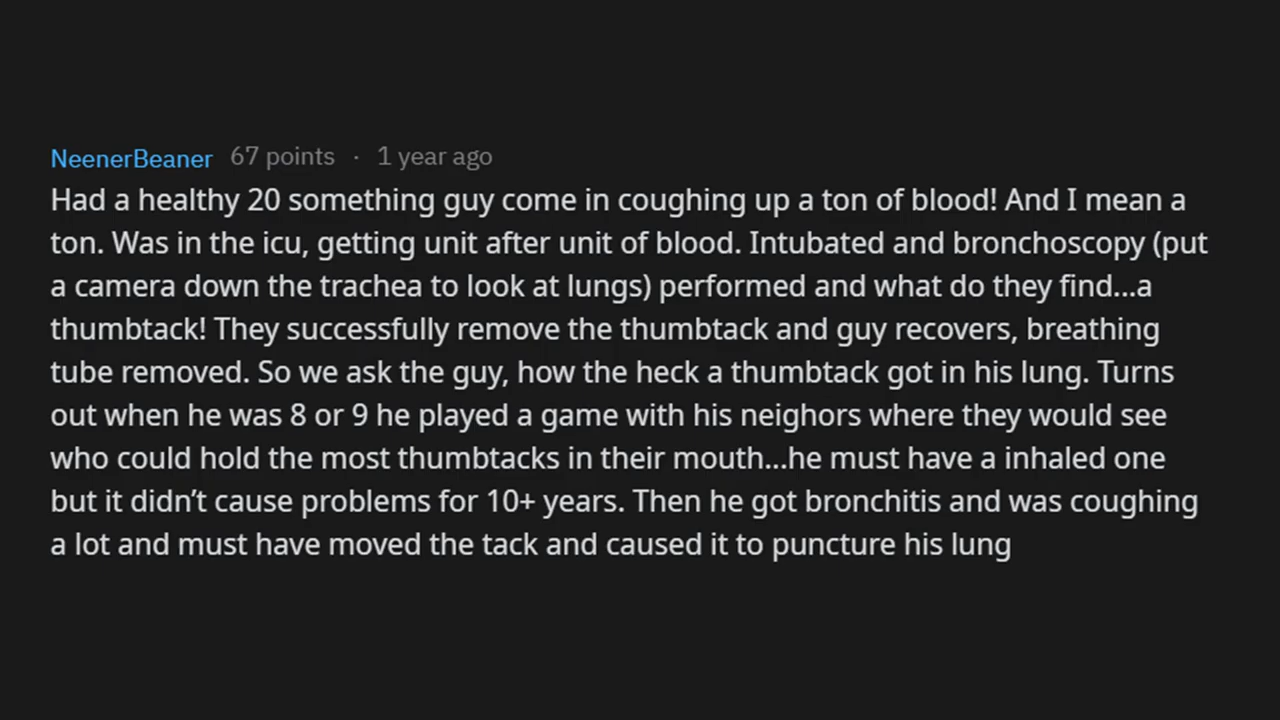 NeenerBeaner 67 points · 1 year ago
Had a healthy 20 something guy come in coughing up a ton of blood! And I mean a
ton. Was in the icu, getting unit after unit of blood. Intubated and bronchoscopy (put
a camera down the trachea to look at lungs) performed and what do they find...a
thumbtack! They successfully remove the thumbtack and guy recovers, breathing
tube removed. So we ask the guy, how the heck a thumbtack got in his lung. Turns
out when he was 8 or 9 he played a game with his neighors where they would see
who could hold the most thumbtacks in their mouth...he must have a inhaled one
but it didn’t cause problems for 10+ years. Then he got bronchitis and was coughing
a lot and must have moved the tack and caused it to puncture his lung